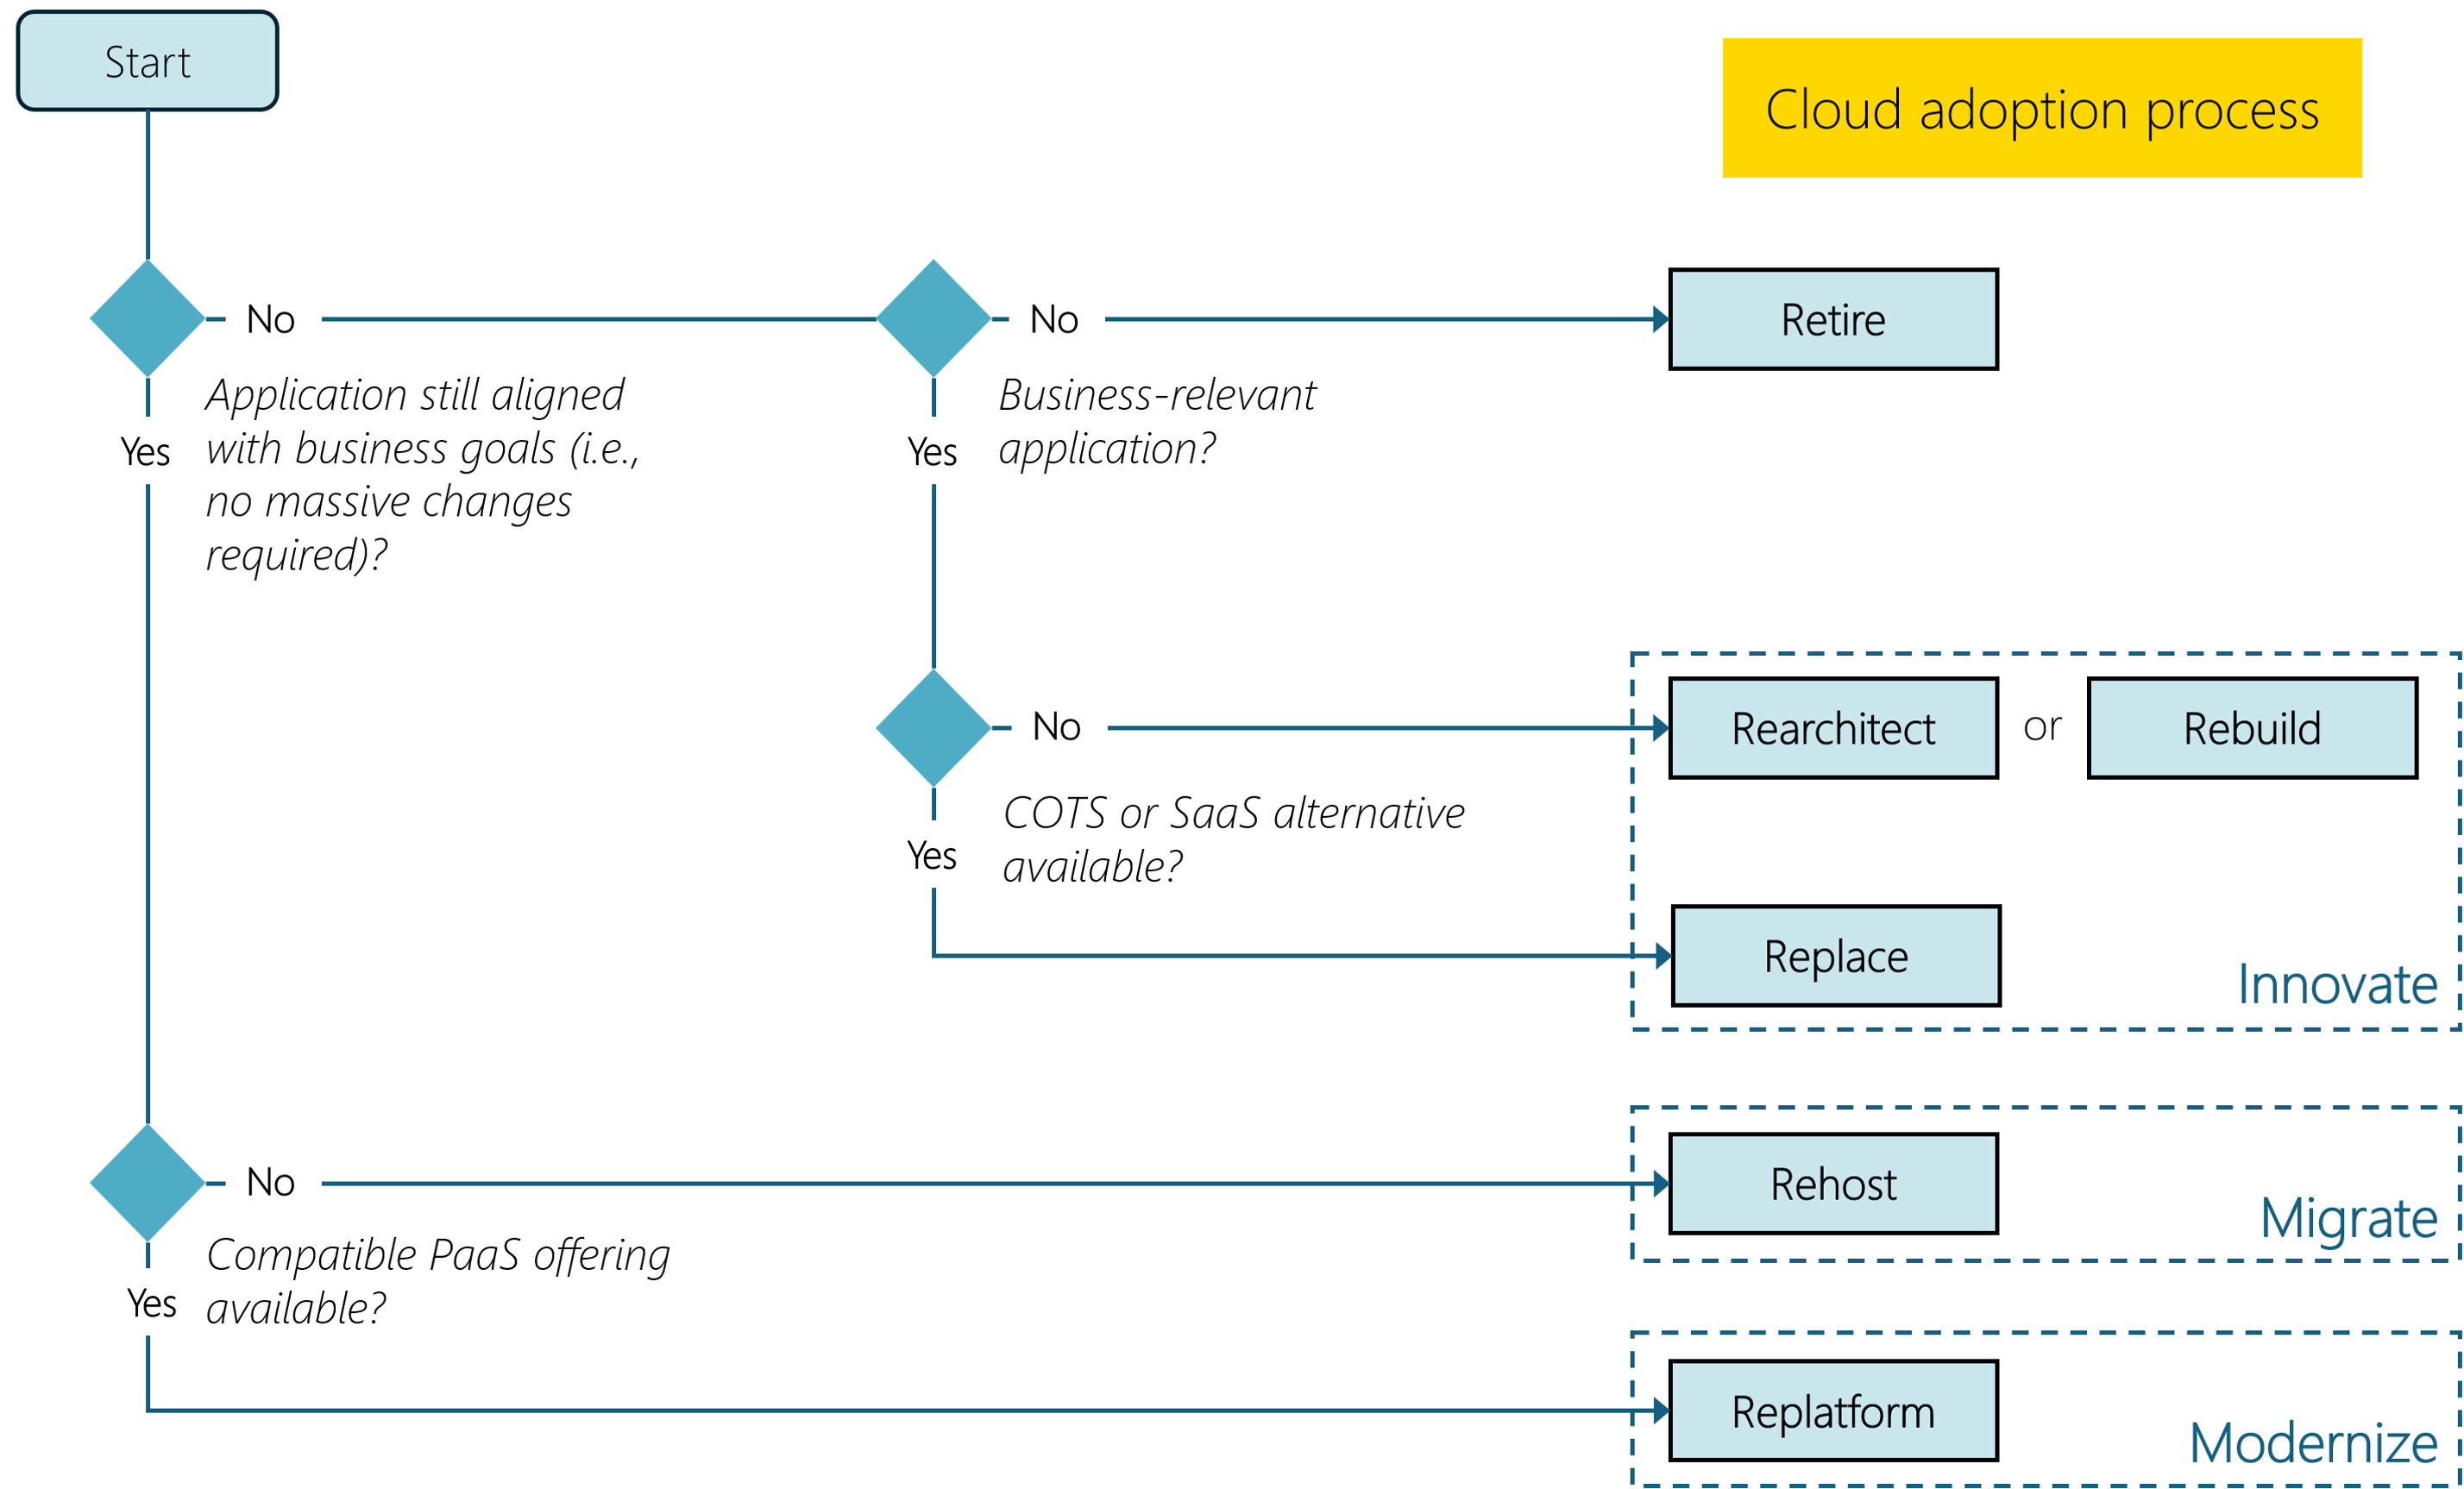 Start
Cloud adoption process
No
No
Retire
Application still aligned
with business goals (i.e.,
no massive changes
required)?
Yes
Business-relevant
application?
Yes
No
Rearchitect or Rebuild
COTS or SaaS alternative
available?
Yes
Replace
Innovate
No
Rehost
Migrate
Compatible PaaS offering
available?
Yes
Replatform
Modernize